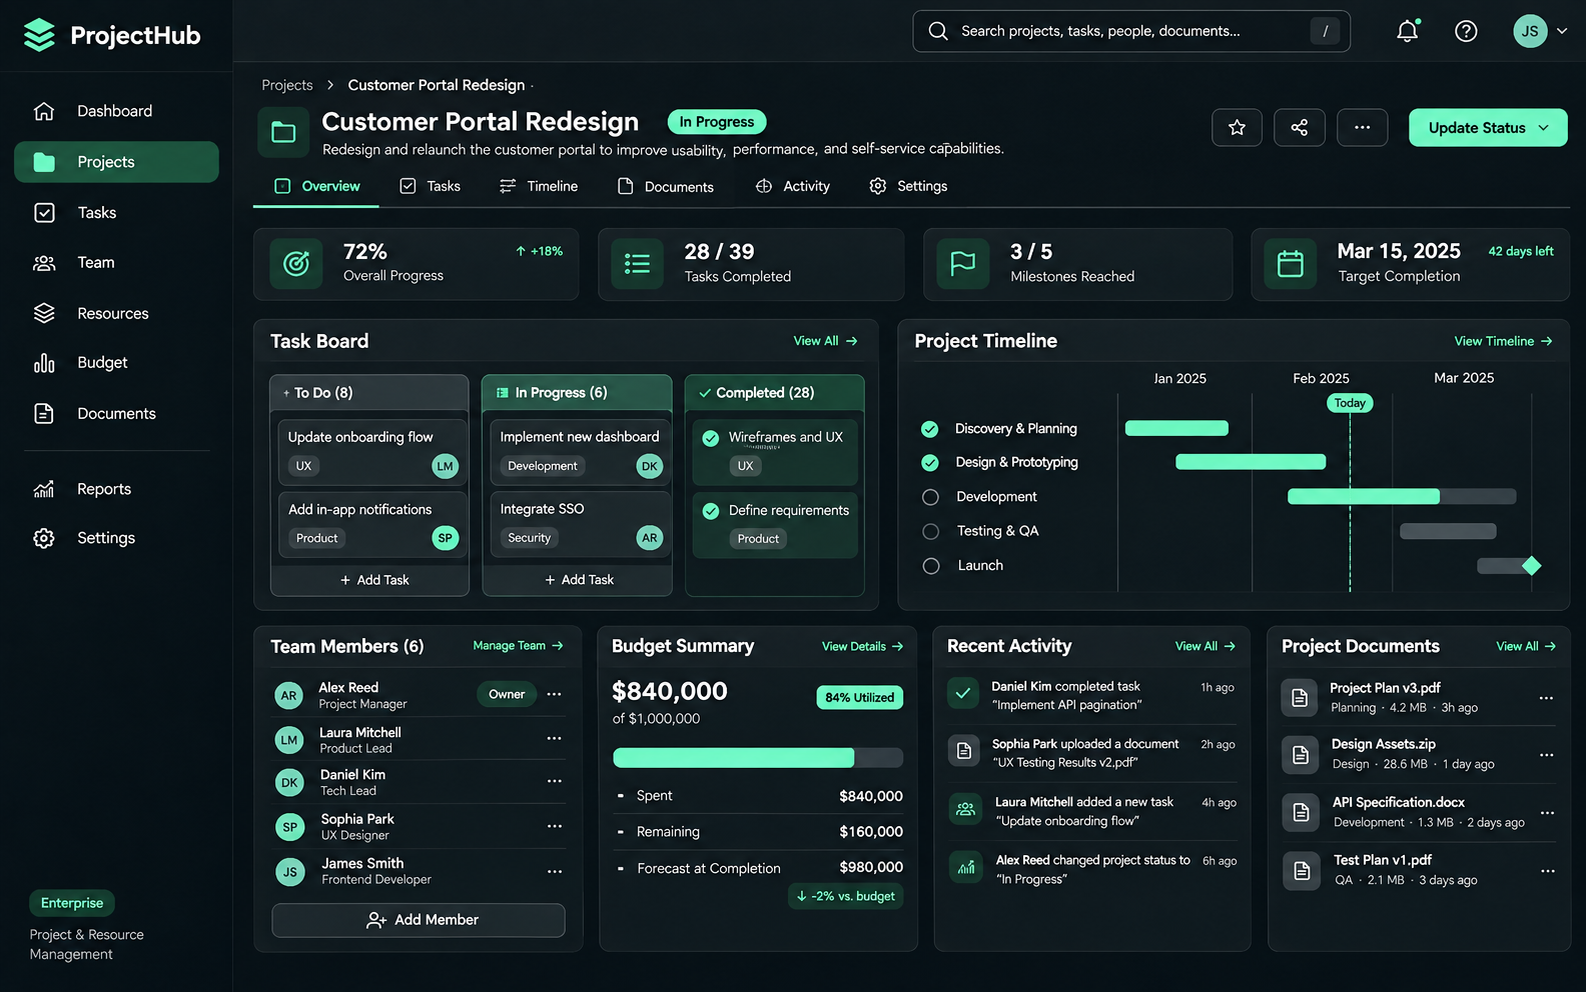 ProjectHub
Search projects, tasks, people, documents...
/
JS
Dashboard
Projects
Tasks
Team
Resources
Budget
Documents
Reports
Settings
Enterprise
Project & Resource
Management
Projects > Customer Portal Redesign
Customer Portal Redesign
In Progress
Redesign and relaunch the customer portal to improve usability, performance, and self-service capabilities.
Update Status
Overview
Tasks
Timeline
Documents
Activity
Settings
72%
↑ +18%
Overall Progress
28 / 39
Tasks Completed
3 / 5
Milestones Reached
Mar 15, 2025
42 days left
Target Completion
Task Board
View All →
+ To Do (8)
Update onboarding flow
UX
LM
Add in-app notifications
Product
SP
+ Add Task
In Progress (6)
Implement new dashboard
Development
DK
Integrate SSO
Security
AR
+ Add Task
Completed (28)
Wireframes and UX
UX
Define requirements
Product
Project Timeline
View Timeline →
Jan 2025
Feb 2025
Mar 2025
Today
Discovery & Planning
Design & Prototyping
Development
Testing & QA
Launch
Team Members (6)
Manage Team →
AR
Alex Reed
Project Manager
Owner
LM
Laura Mitchell
Product Lead
DK
Daniel Kim
Tech Lead
SP
Sophia Park
UX Designer
JS
James Smith
Frontend Developer
Add Member
Budget Summary
View Details →
$840,000
of $1,000,000
84% Utilized
Spent $840,000
Remaining $160,000
Forecast at Completion $980,000
↓ -2% vs. budget
Recent Activity
View All →
Daniel Kim completed task
"Implement API pagination"
1h ago
Sophia Park uploaded a document
"UX Testing Results v2.pdf"
2h ago
Laura Mitchell added a new task
"Update onboarding flow"
4h ago
Alex Reed changed project status to
"In Progress"
6h ago
Project Documents
View All →
Project Plan v3.pdf
Planning · 4.2 MB · 3h ago
Design Assets.zip
Design · 28.6 MB · 1 day ago
API Specification.docx
Development · 1.3 MB · 2 days ago
Test Plan v1.pdf
QA · 2.1 MB · 3 days ago